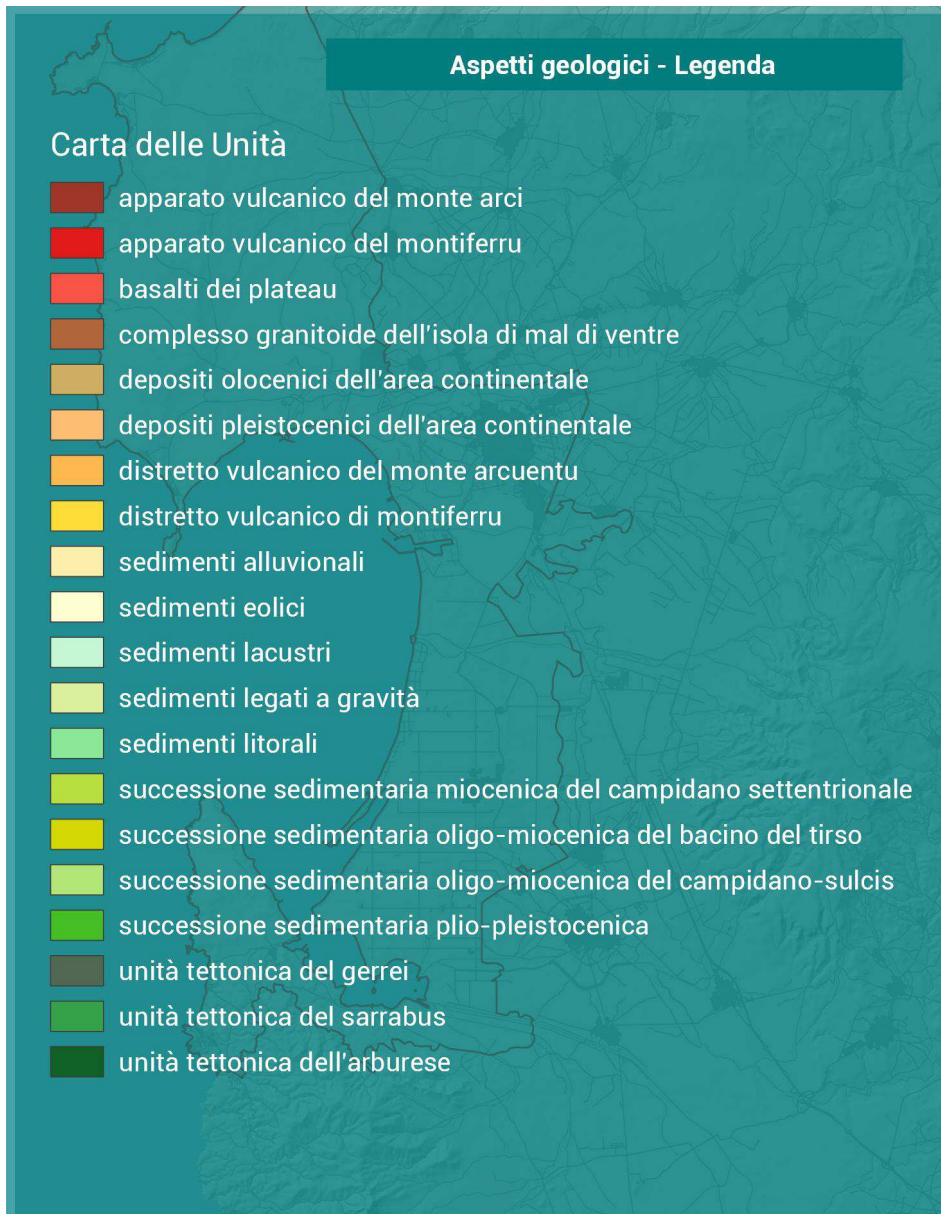 Aspetti geologici - Legenda
Carta delle Unità
apparato vulcanico del monte arci
apparato vulcanico del montiferru
basalti dei plateau
complesso granitoide dell'isola di mal di ventre
depositi olocenici dell'area continentale
depositi pleistocenici dell'area continentale
distretto vulcanico del monte arcuentu
distretto vulcanico di montiferru
sedimenti alluvionali
sedimenti eolici
sedimenti lacustri
sedimenti legati a gravità
sedimenti litorali
successione sedimentaria miocenica del campidano settentrionale
successione sedimentaria oligo-miocenica del bacino del tirso
successione sedimentaria oligo-miocenica del campidano-sulcis
successione sedimentaria plio-pleistocenica
unità tettonica del gerrei
unità tettonica del sarrabus
unità tettonica dell'arburese